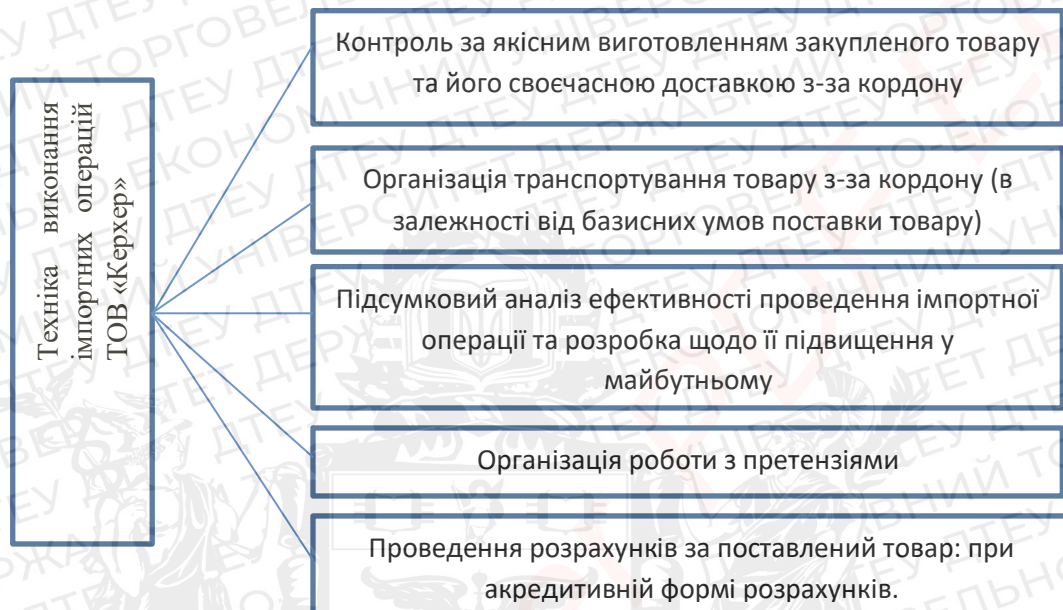 Техніка виконання
імпортних операцій
ТОВ «Керхер»
Контроль за якісним виготовленням закупленого товару
та його своєчасною доставкою з-за кордону
Організація транспортування товару з-за кордону (в
залежності від базисних умов поставки товару)
Підсумковий аналіз ефективності проведення імпортної
операції та розробка щодо її підвищення у
майбутньому
Організація роботи з претензіями
Проведення розрахунків за поставлений товар: при
акредитивній формі розрахунків.